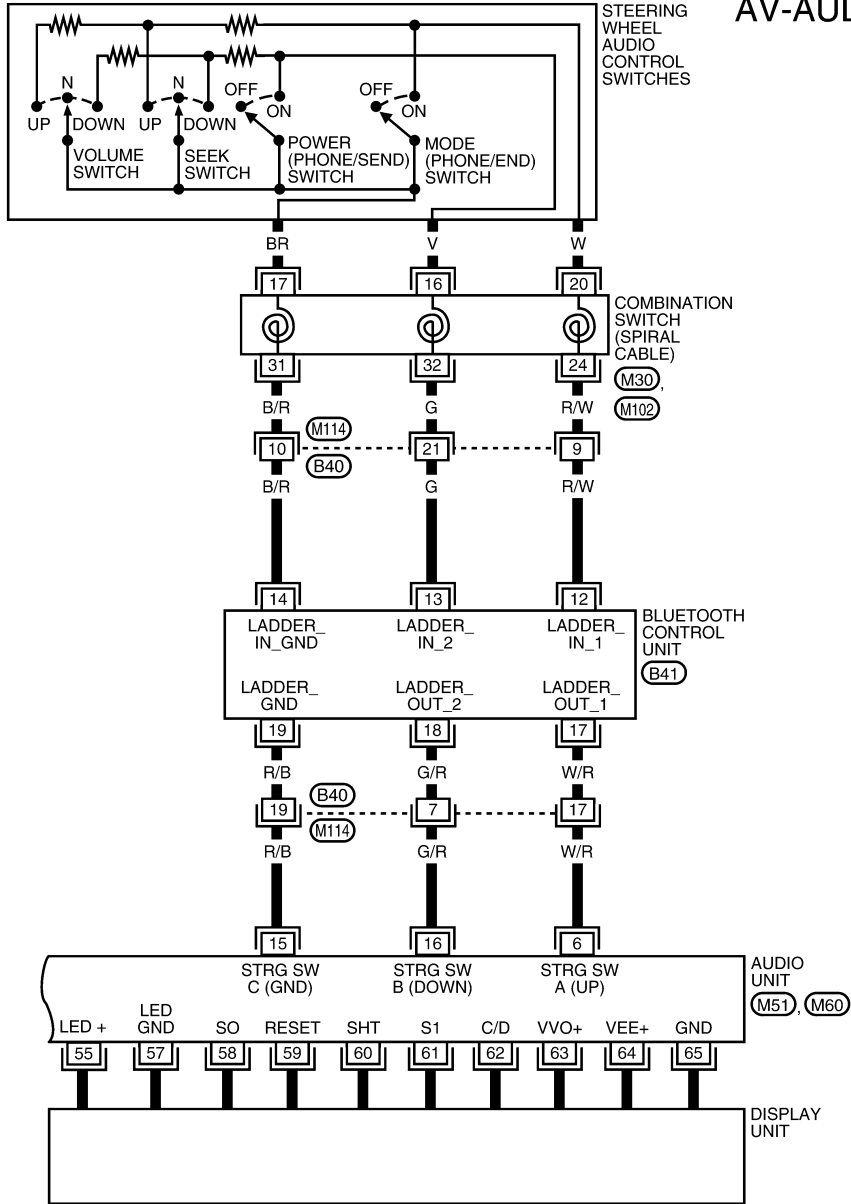 AV-AUD
STEERING
WHEEL
AUDIO
CONTROL
SWITCHES
N
N
OFF
ON
OFF
ON
UP
DOWN
UP
DOWN
VOLUME
SWITCH
SEEK
SWITCH
POWER
(PHONE/SEND)
SWITCH
MODE
(PHONE/END)
SWITCH
BR
V
W
17
16
20
COMBINATION
SWITCH
(SPIRAL
CABLE)
M30,
M102
31
32
24
B/R
G
R/W
M114
10
21
9
B40
B/R
G
R/W
14
13
12
LADDER_
IN_GND
LADDER_
IN_2
LADDER_
IN_1
BLUETOOTH
CONTROL
UNIT
B41
LADDER_
GND
LADDER_
OUT_2
LADDER_
OUT_1
19
18
17
R/B
G/R
W/R
B40
19
7
17
M114
R/B
G/R
W/R
15
16
6
STRG SW
C (GND)
STRG SW
B (DOWN)
STRG SW
A (UP)
AUDIO
UNIT
M51, M60
LED +
LED
GND
SO
RESET
SHT
S1
C/D
VVO+
VEE+
GND
55
57
58
59
60
61
62
63
64
65
DISPLAY
UNIT